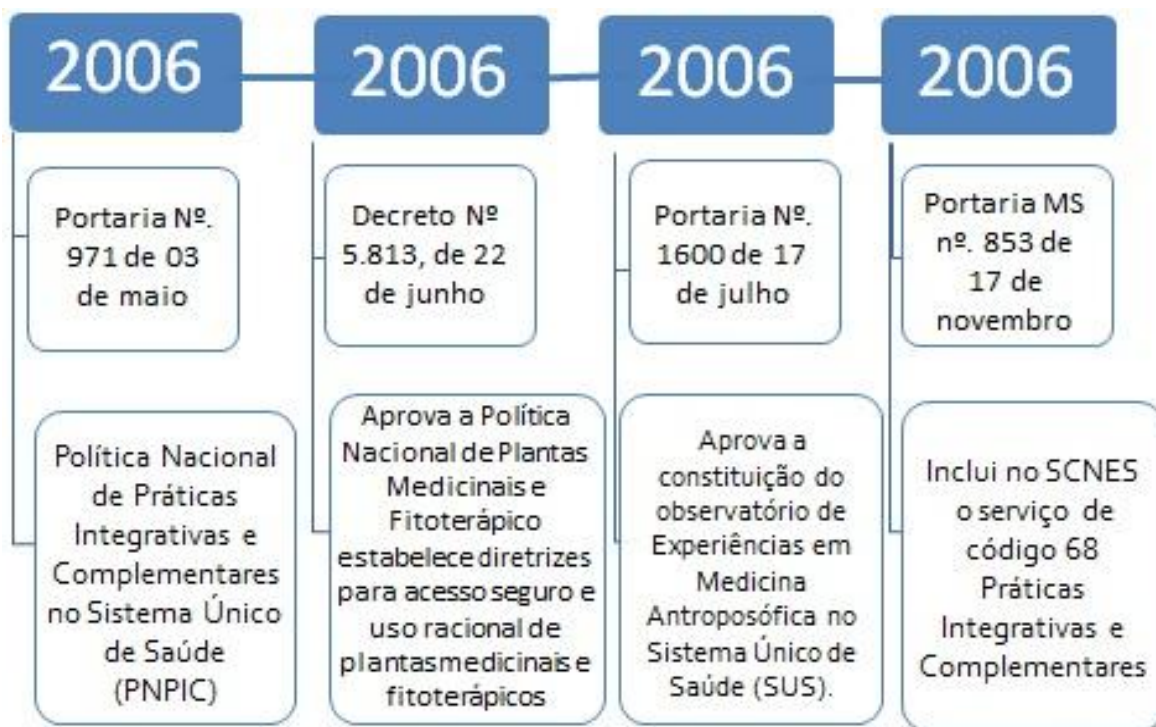 2006
Portaria Nº.
971 de 03
de maio
Política Nacional
de Práticas
Integrativas e
Complementares
no Sistema Único
de Saúde
(PNPIC)
2006
Decreto Nº
5.813, de 22
de junho
Aprova a Política
Nacional de Plantas
Medicinais e
Fitoterápico
estabelece diretrizes
para acesso seguro e
uso racional de
plantas medicinais e
fitoterápicos
2006
Portaria Nº.
1600 de 17
de julho
Aprova a
constituição do
observatório de
Experiências em
Medicina
Antroposófica no
Sistema Único de
Saúde (SUS).
2006
Portaria MS
nº. 853 de
17 de
novembro
Inclui no SCNES
o serviço de
código 68
Práticas
Integrativas e
Complementares